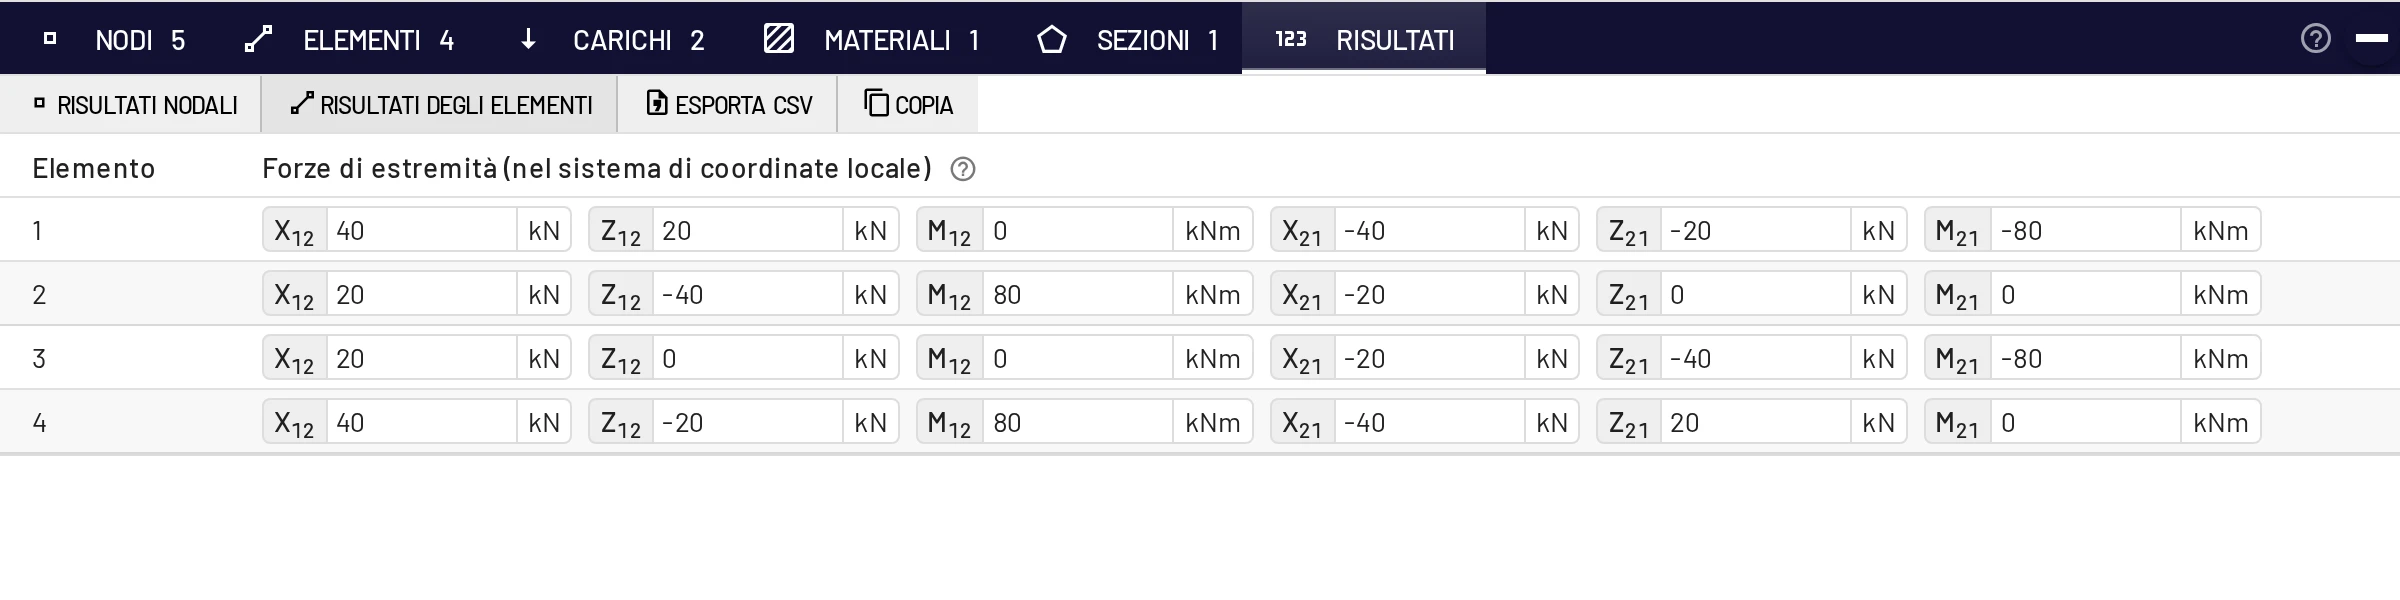 NODI 5 ELEMENTI 4 CARICHI 2 MATERIALI 1 SEZIONI 1 123 RISULTATI
RISULTATI NODALI RISULTATI DEGLI ELEMENTI ESPORTA CSV COPIA
Elemento Forze di estremità (nel sistema di coordinate locale) ?
1 X12 40 kN Z12 20 kN M12 0 kNm X21 -40 kN Z21 -20 kN M21 -80 kNm
2 X12 20 kN Z12 -40 kN M12 80 kNm X21 -20 kN Z21 0 kN M21 0 kNm
3 X12 20 kN Z12 0 kN M12 0 kNm X21 -20 kN Z21 -40 kN M21 -80 kNm
4 X12 40 kN Z12 -20 kN M12 80 kNm X21 -40 kN Z21 20 kN M21 0 kNm